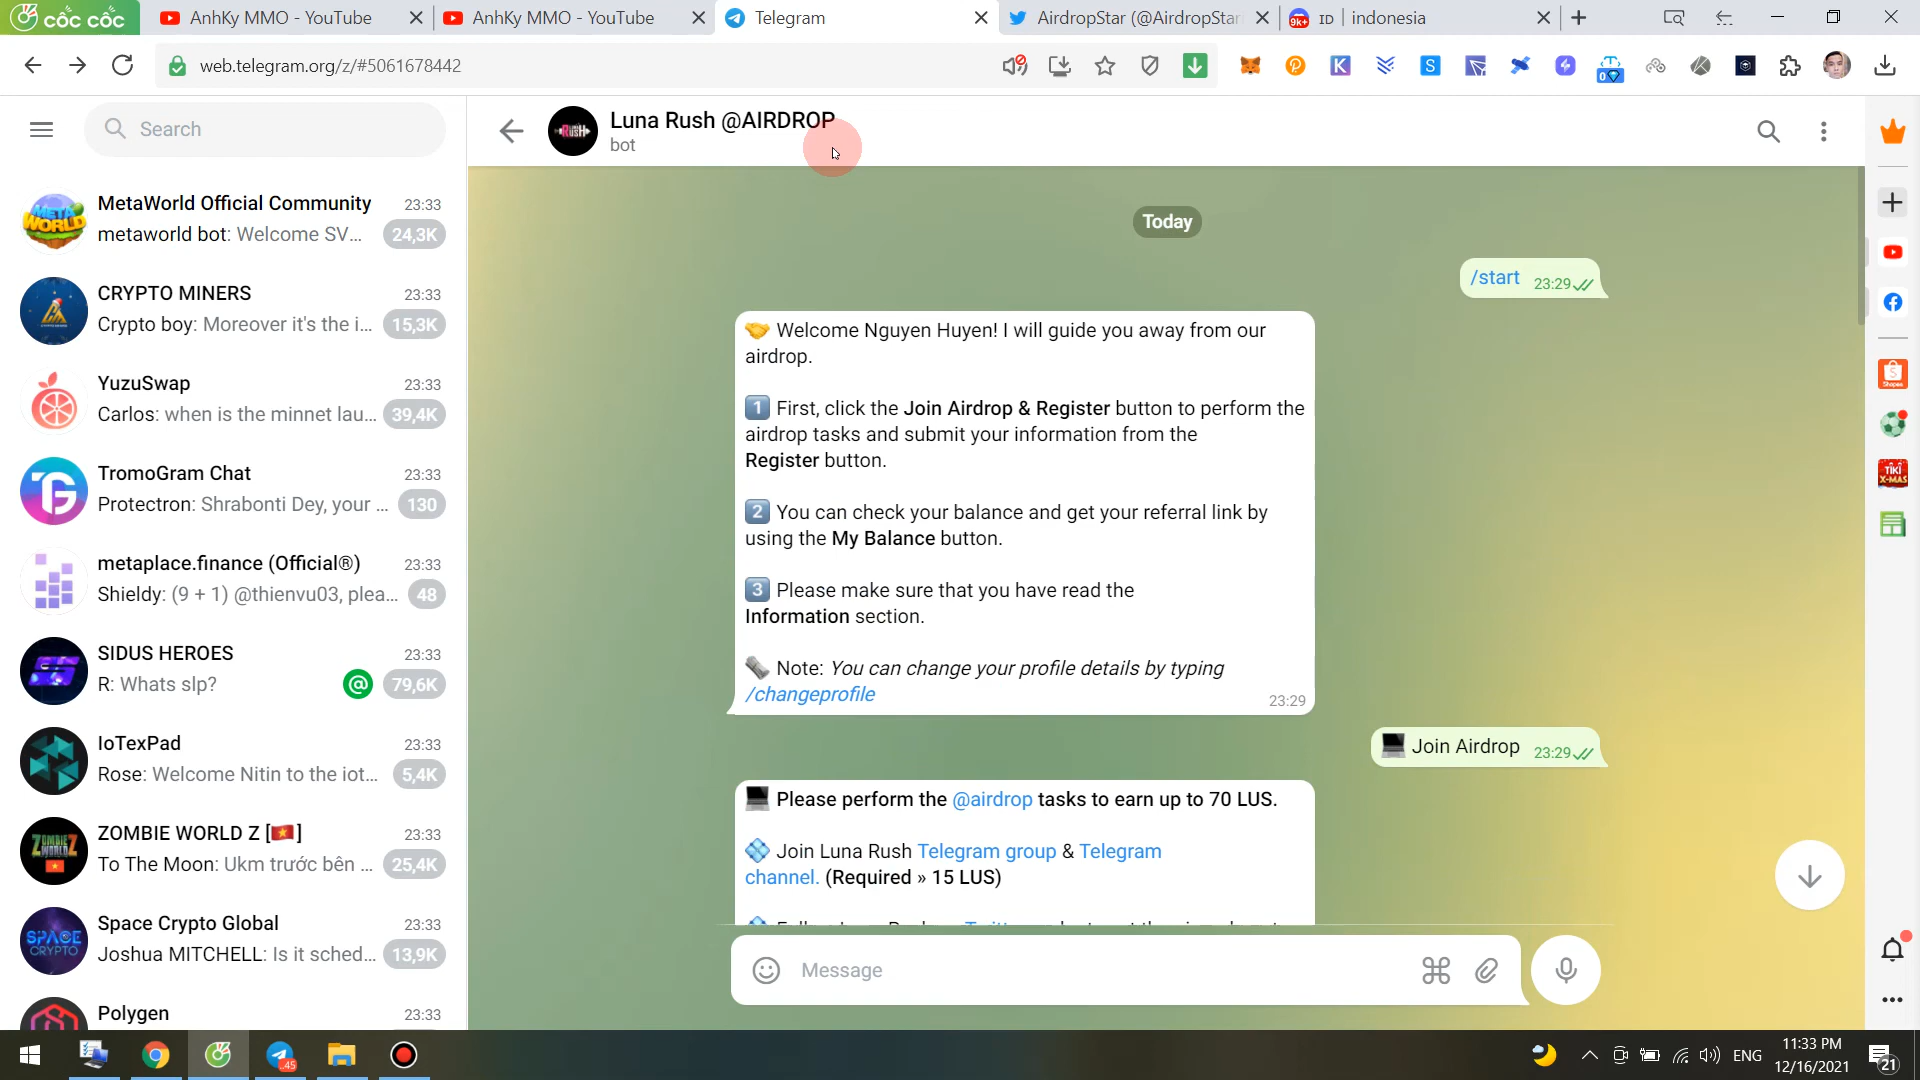 cốc cốc
AnhKy MMO - YouTube
AnhKy MMO - YouTube
Telegram
AirdropStar (@AirdropStar
9k+ ID | indonesia
web.telegram.org/z/#5061678442
Search
Luna Rush @AIRDROP
bot
MetaWorld Official Community 23:33
metaworld bot: Welcome SV... 24,3K
CRYPTO MINERS 23:33
Crypto boy: Moreover it's the i... 15,3K
YuzuSwap 23:33
Carlos: when is the minnet lau... 39,4K
TromoGram Chat 23:33
Protectron: Shrabonti Dey, your ... 130
metaplace.finance (Official®) 23:33
Shieldy: (9 + 1) @thienvu03, plea... 48
SIDUS HEROES 23:33
R: Whats slp? @ 79,6K
IoTexPad 23:33
Rose: Welcome Nitin to the iot... 5,4K
ZOMBIE WORLD Z [🇻🇳] 23:33
To The Moon: Ukm trước bên ... 25,4K
Space Crypto Global 23:33
Joshua MITCHELL: Is it sched... 13,9K
Polygen 23:33
Today
/start 23:29
🤝 Welcome Nguyen Huyen! I will guide you away from our
airdrop.
1️⃣ First, click the Join Airdrop & Register button to perform the
airdrop tasks and submit your information from the
Register button.
2️⃣ You can check your balance and get your referral link by
using the My Balance button.
3️⃣ Please make sure that you have read the
Information section.
🗞 Note: You can change your profile details by typing
/changeprofile 23:29
💻 Join Airdrop 23:29
💻 Please perform the @airdrop tasks to earn up to 70 LUS.
💠 Join Luna Rush Telegram group & Telegram
channel. (Required » 15 LUS)
Message
.45
ENG
11:33 PM
12/16/2021
21